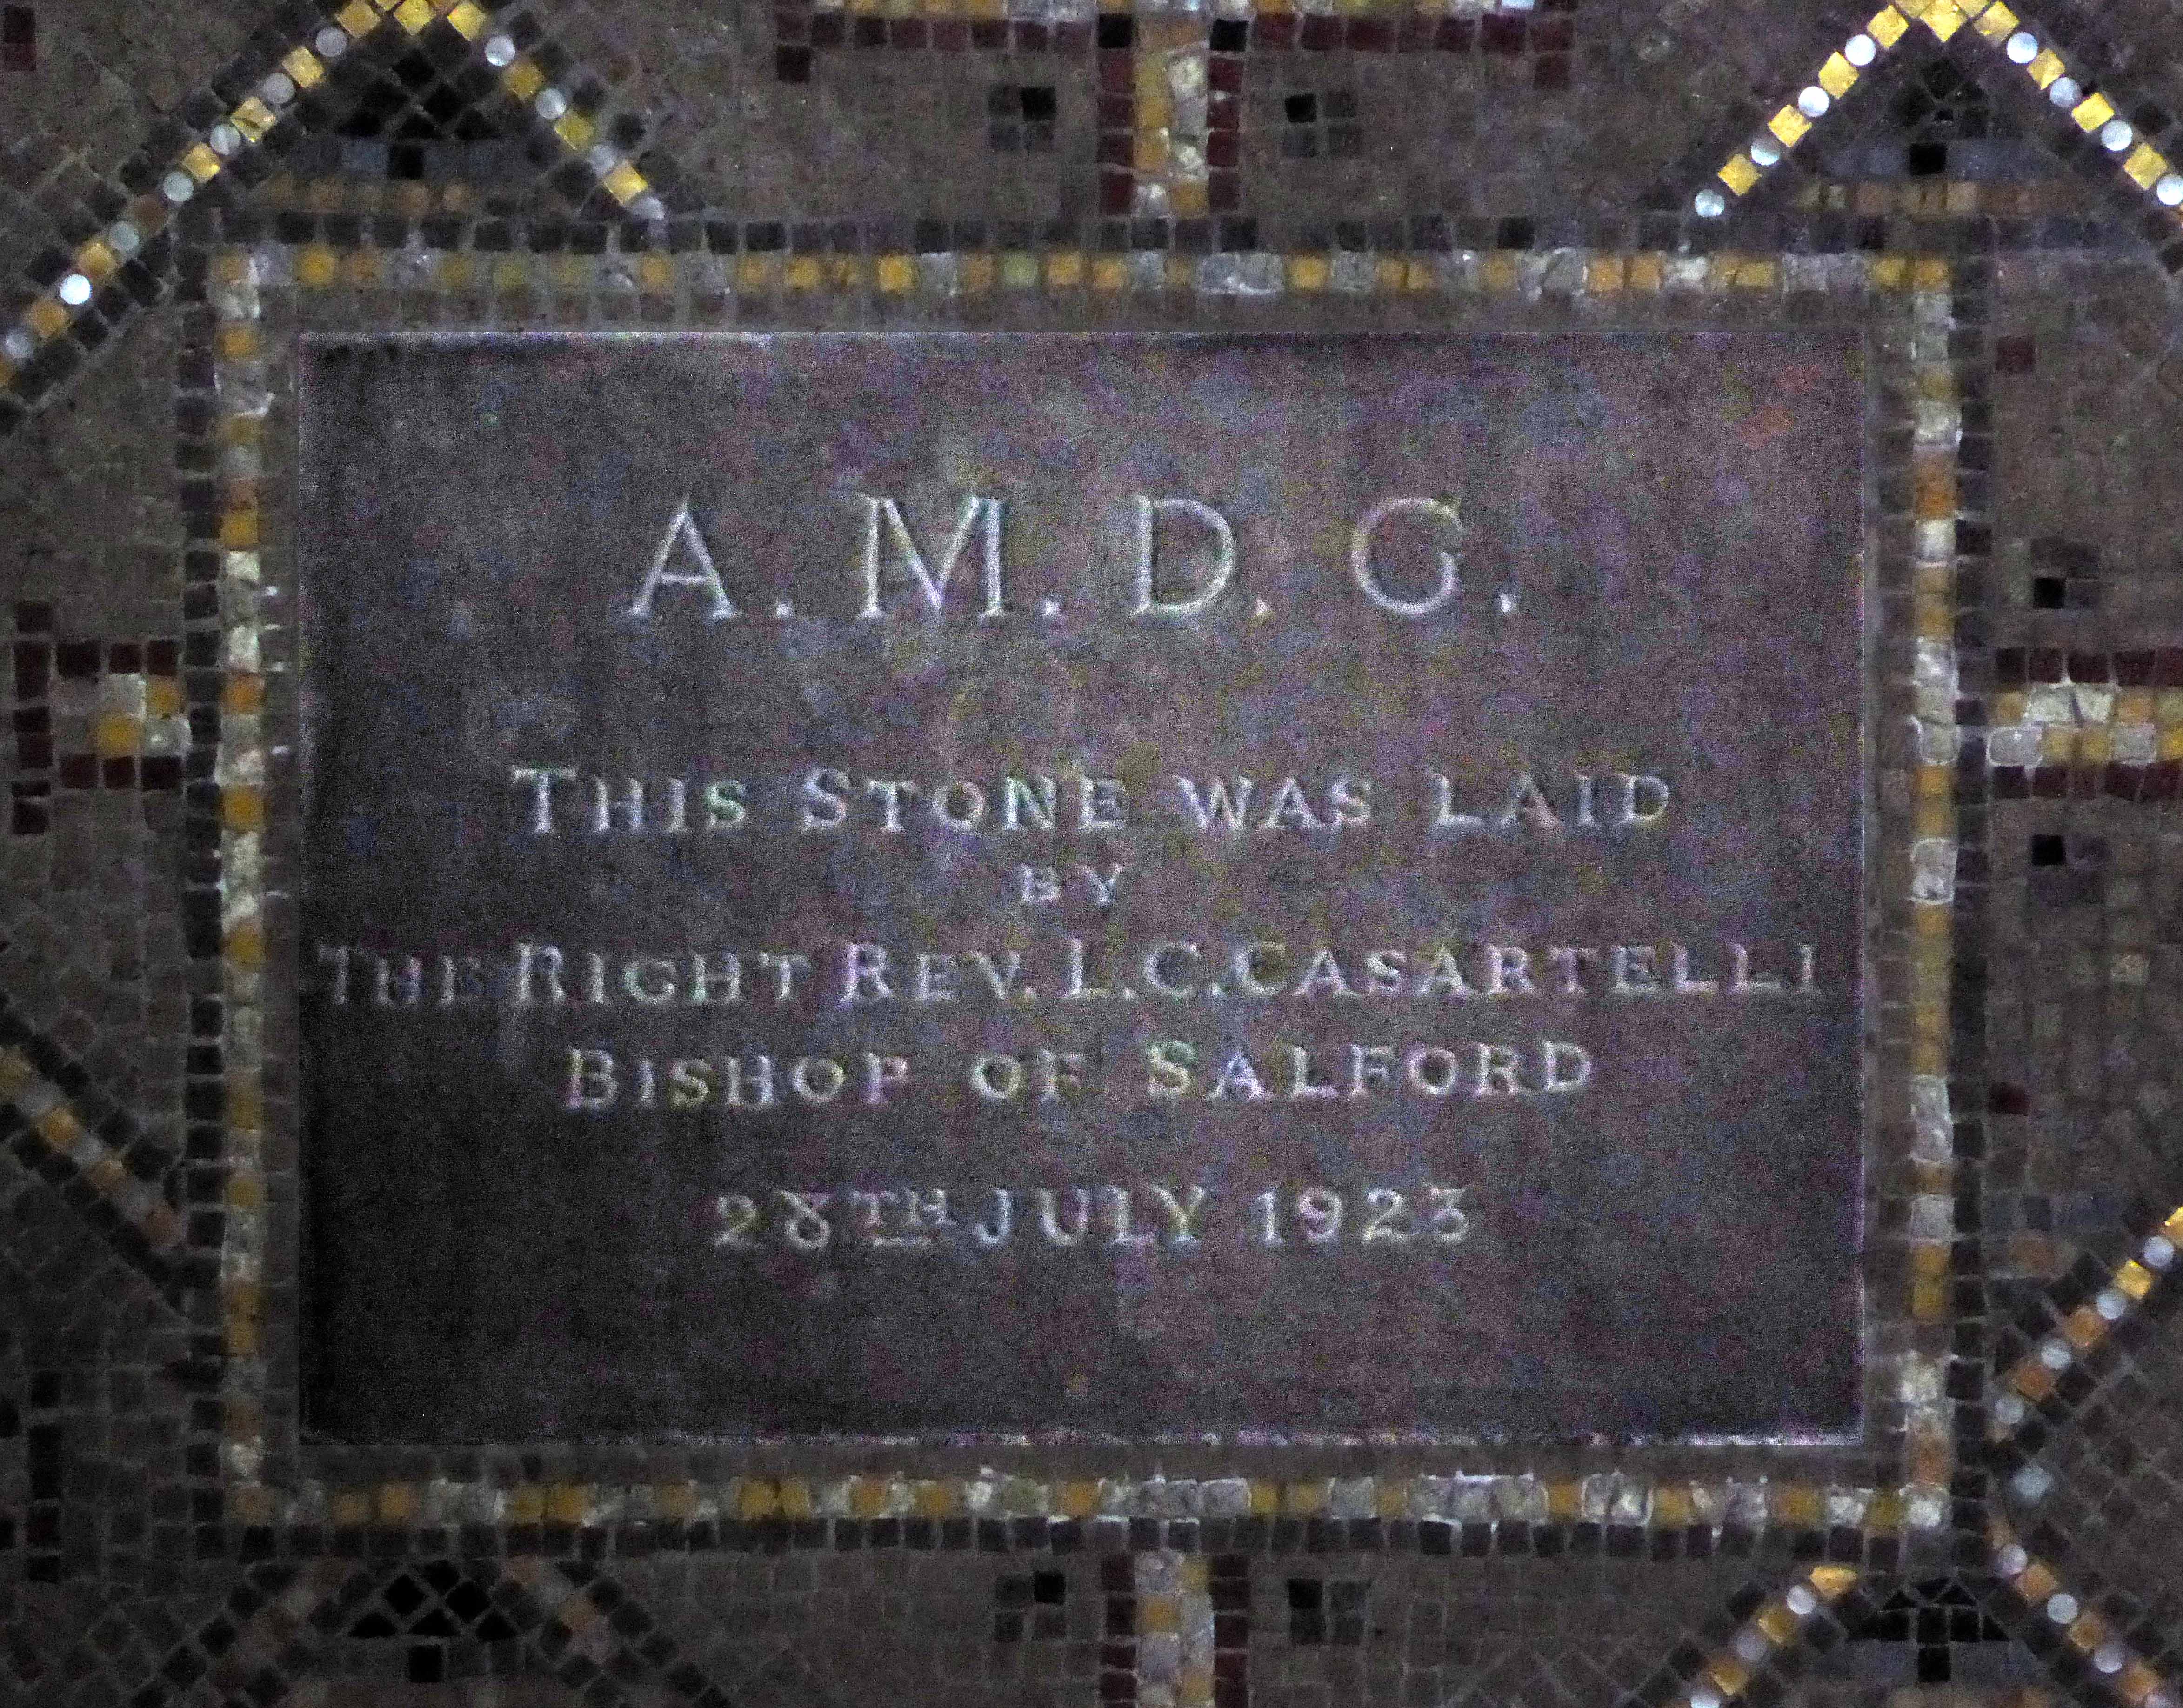 A. M. D. G.
THIS STONE WAS LAID
BY
THE RIGHT REV. L. C. CASARTELLI
BISHOP OF SALFORD
28TH JULY 1923